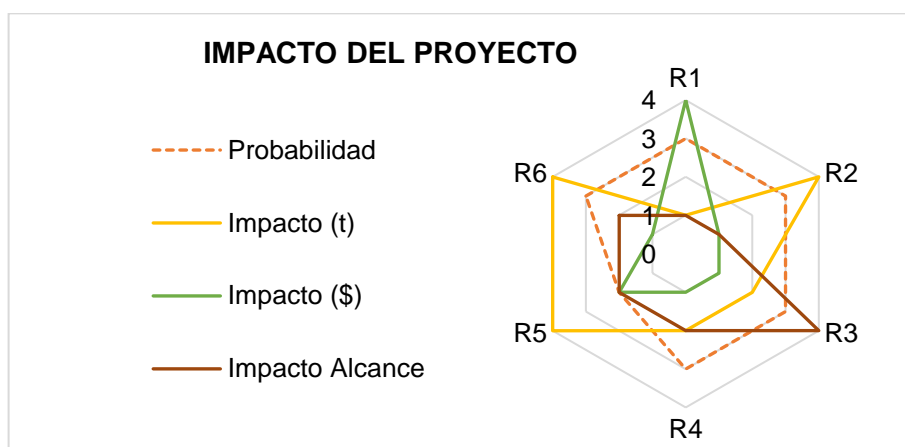 IMPACTO DEL PROYECTO
Probabilidad
Impacto (t)
Impacto ($)
Impacto Alcance
R1
4
3
2
1
0
R2
R3
R4
R5
R6